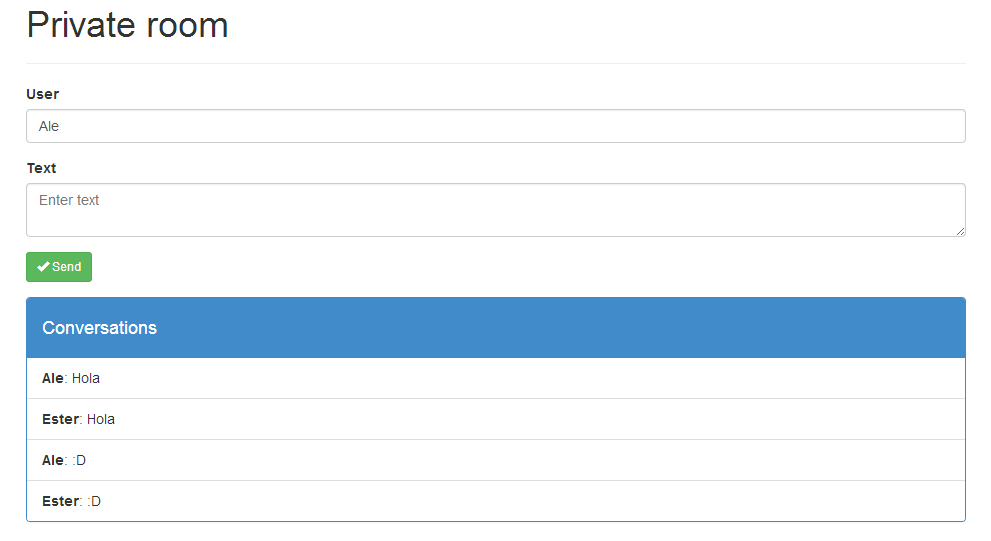 Private room
User
Ale
Text
Enter text
Send
Conversations
Ale: Hola
Ester: Hola
Ale: :D
Ester: :D